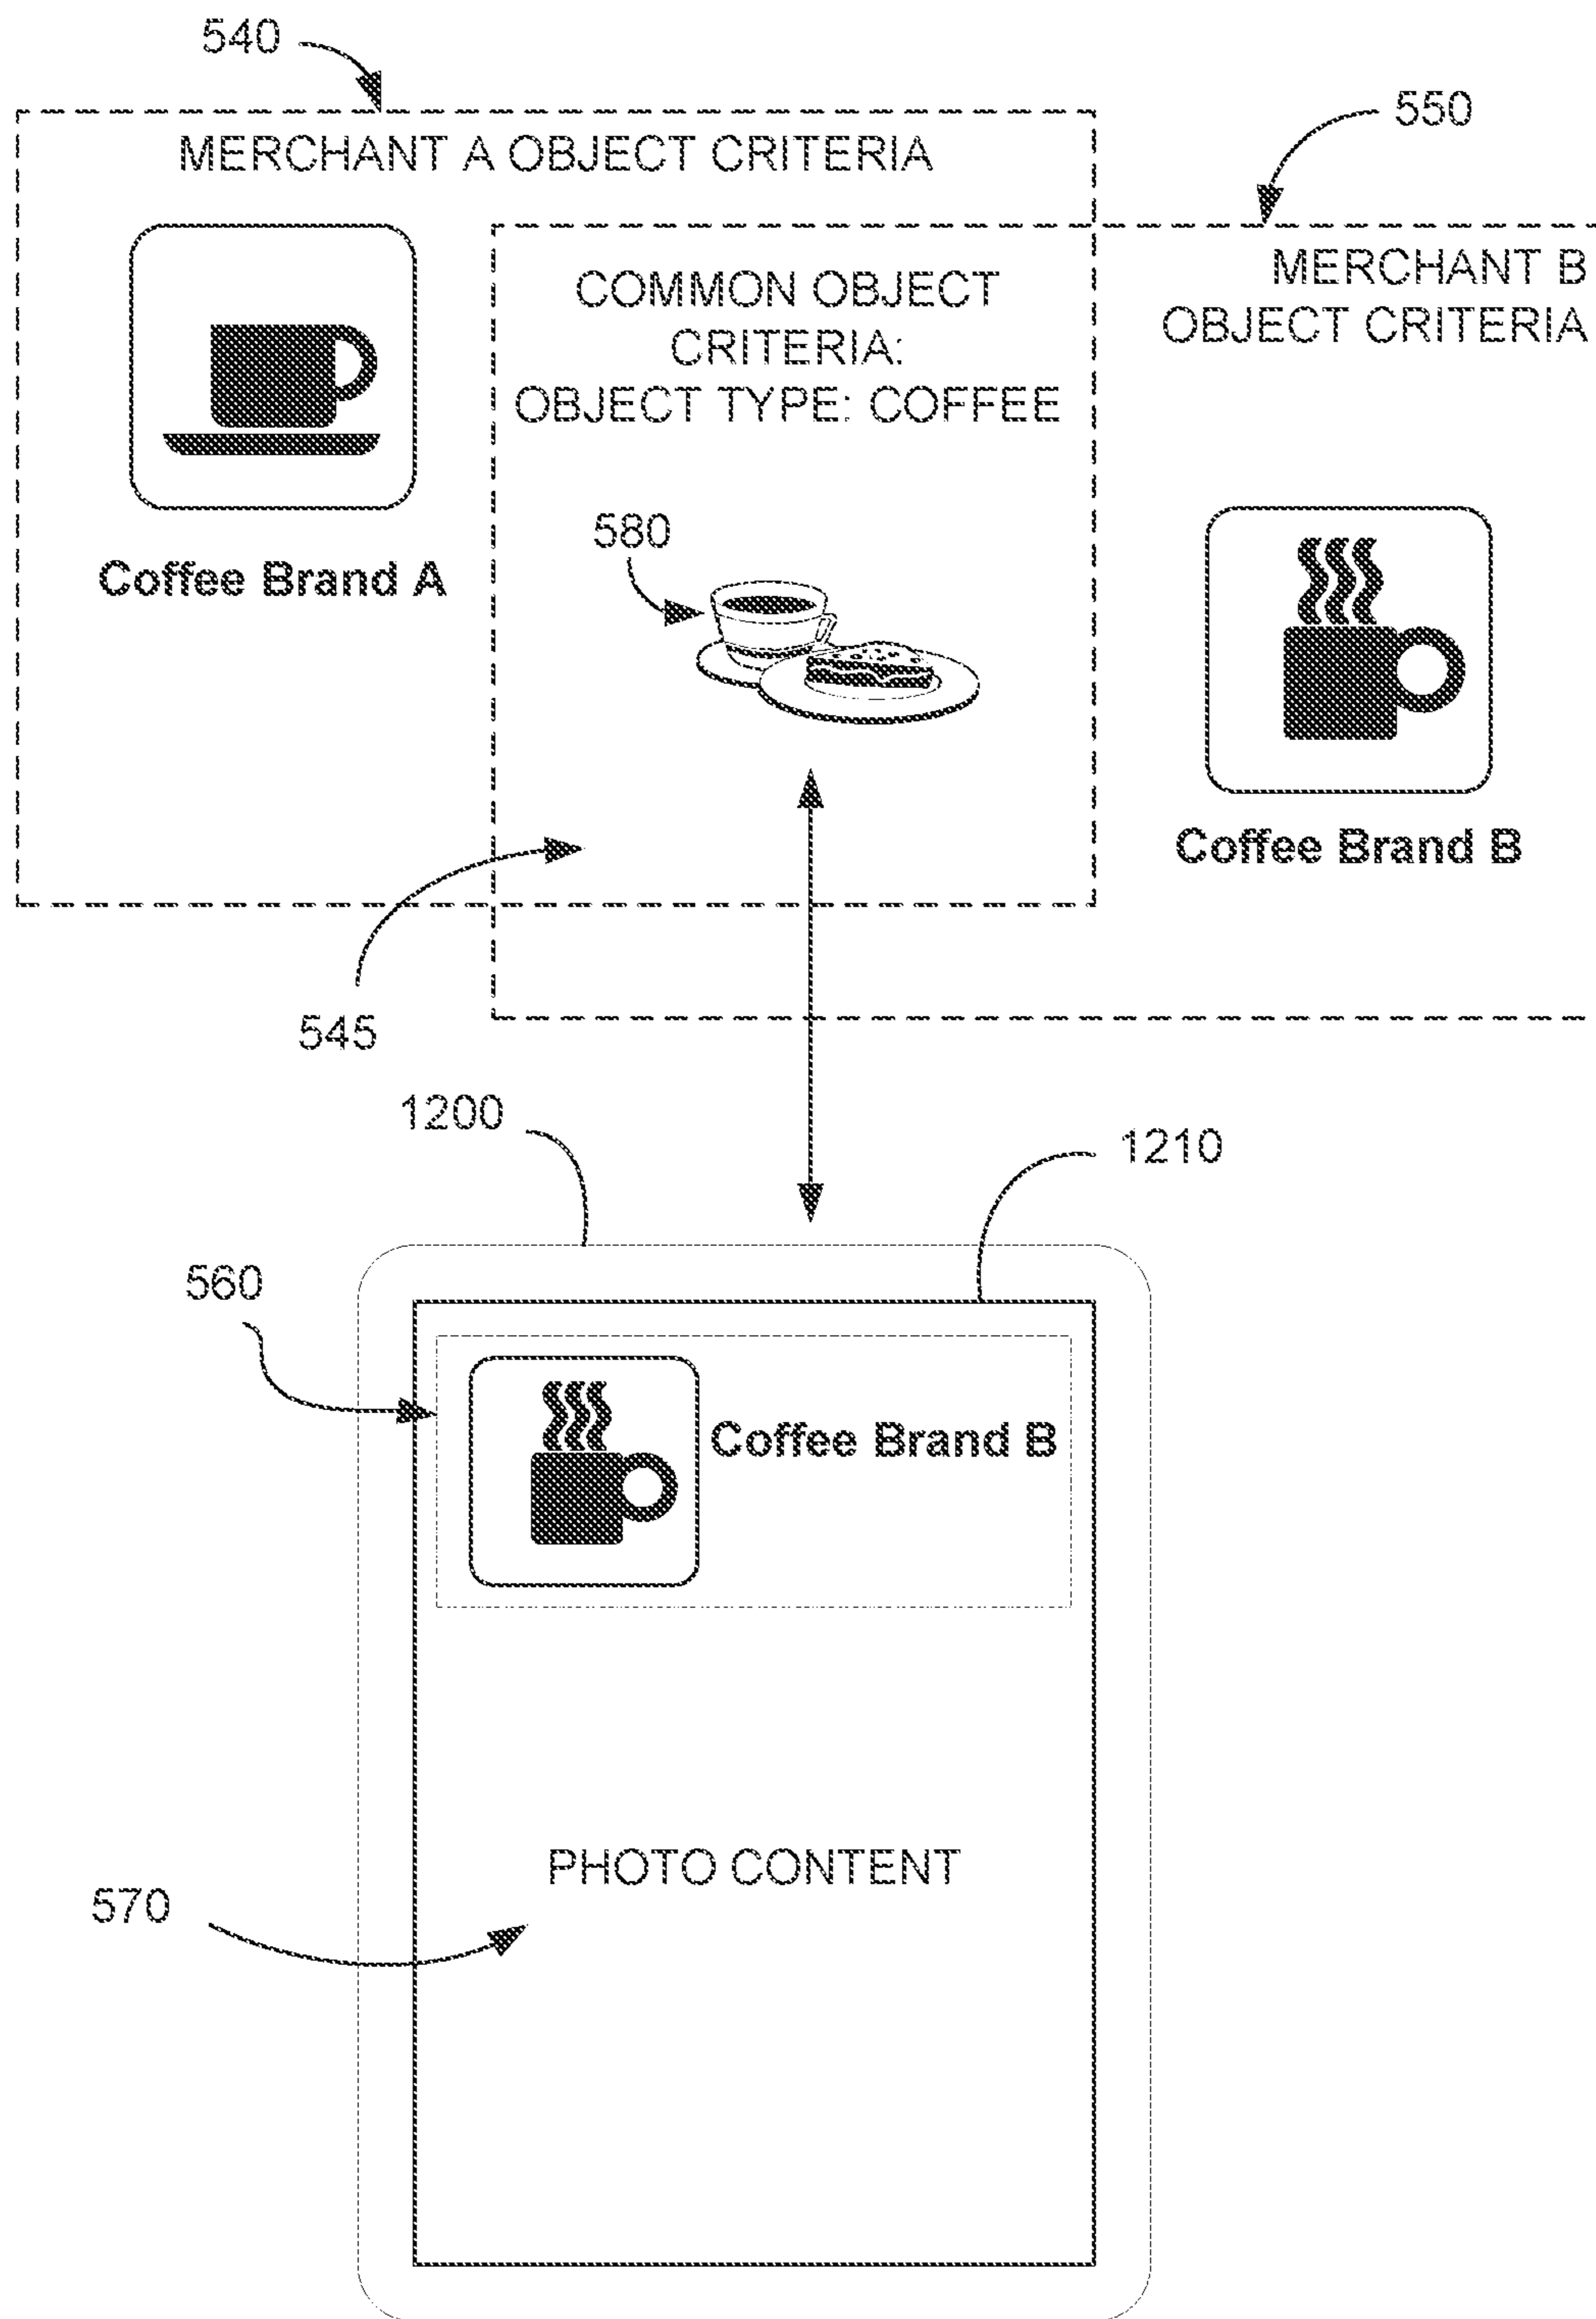 540
550
MERCHANT A OBJECT CRITERIA
MERCHANT B
OBJECT CRITERIA
COMMON OBJECT
CRITERIA:
OBJECT TYPE: COFFEE
580
Coffee Brand A
Coffee Brand B
545
1200
1210
560
Coffee Brand B
PHOTO CONTENT
570